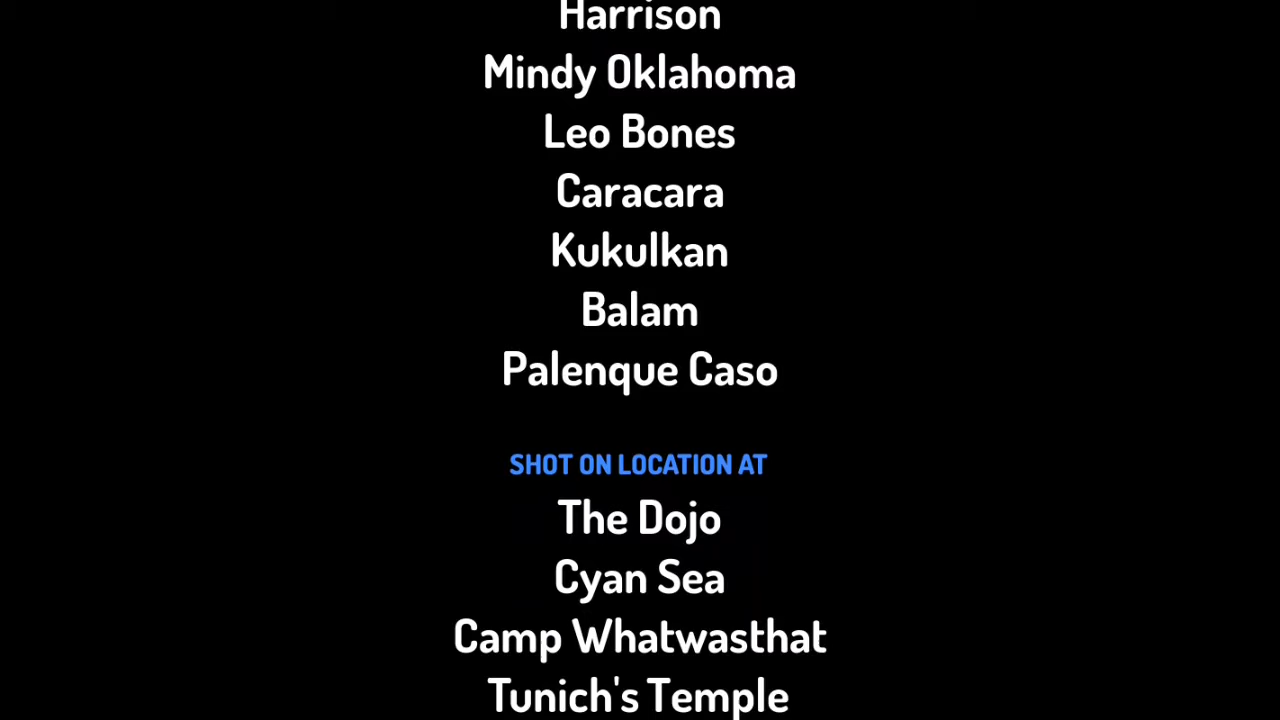 Harrison
Mindy Oklahoma
Leo Bones
Caracara
Kukulkan
Balam
Palenque Caso
SHOT ON LOCATION AT
The Dojo
Cyan Sea
Camp Whatwasthat
Tunich's Temple